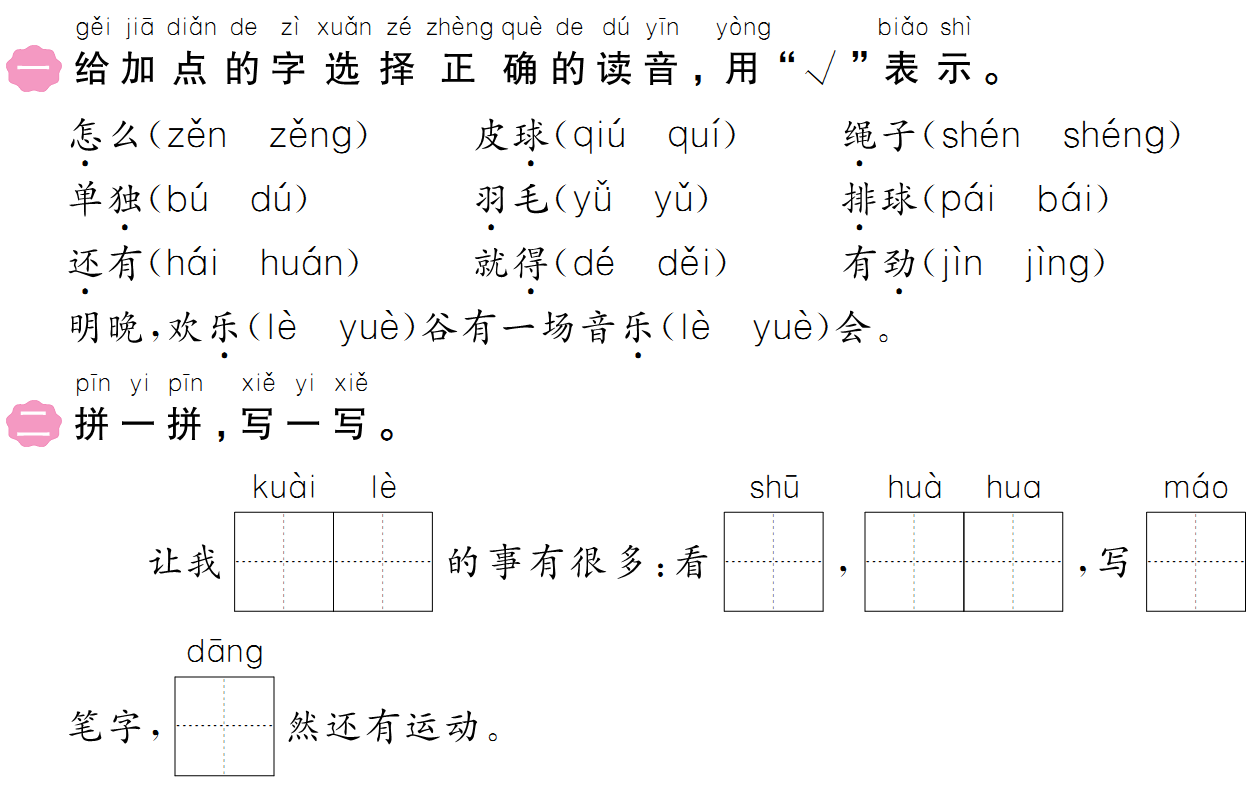 gěi jiā diǎn de zì xuǎn zé zhèng què de dú yīn yòng biǎo shì
一 给加点的字选择正确的读音，用“√”表示。
怎么(zěn zěng) 皮球(qiú quí) 绳子(shén shéng)
单独(bú dú) 羽毛(yǚ yǔ) 排球(pái bái)
还有(hái huán) 就得(dé děi) 有劲(jìn jìng)
明晚，欢乐(lè yuè)谷有一场音乐(lè yuè)会。
pīn yi pīn xiě yi xiě
二 拼一拼，写一写。
kuài lè shū huà hua máo
让我 的事有很多：看 ， ，写
dāng
笔字， 然还有运动。